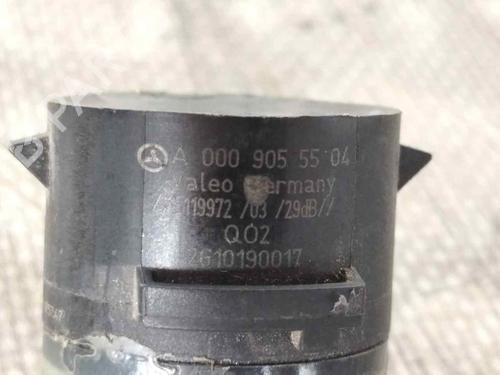 A 000 905 55 04
Valeo Germany
119972 /03 /29dB//
Q02
2G10190017